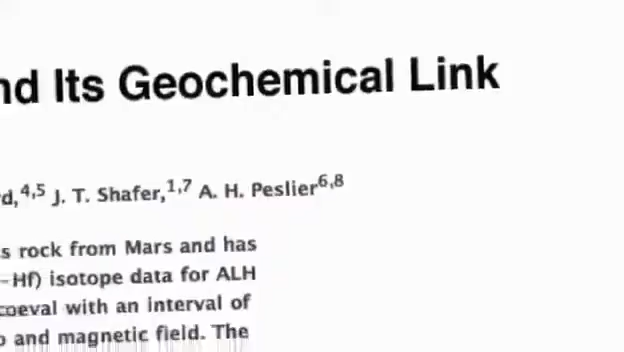 nd Its Geochemical Link
d,4,5 J. T. Shafer,1,7 A. H. Peslier6,8
s rock from Mars and has
-Hf) isotope data for ALH
coeval with an interval of
o and magnetic field. The